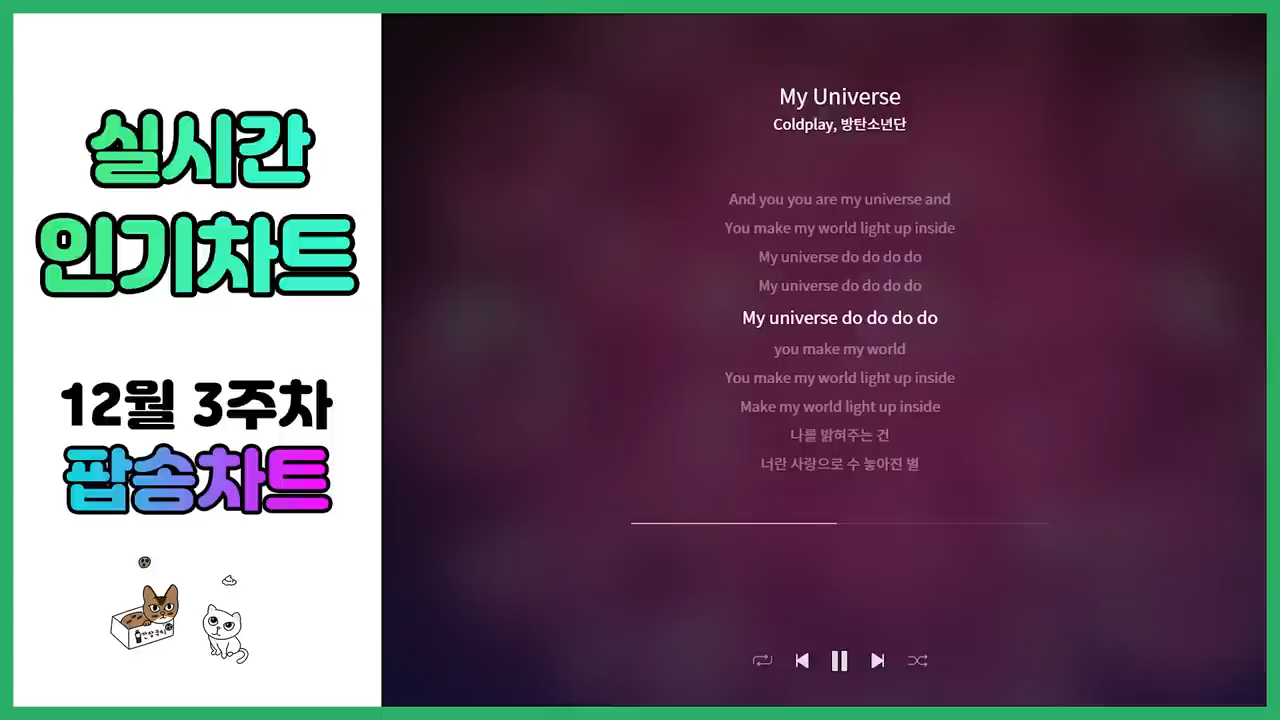 실시간
인기차트
12월 3주차
팝송차트
My Universe
Coldplay, 방탄소년단
And you you are my universe and
You make my world light up inside
My universe do do do do
My universe do do do do
My universe do do do do
you make my world
You make my world light up inside
Make my world light up inside
나를 밝혀주는 건
너란 사랑으로 수 놓아진 별